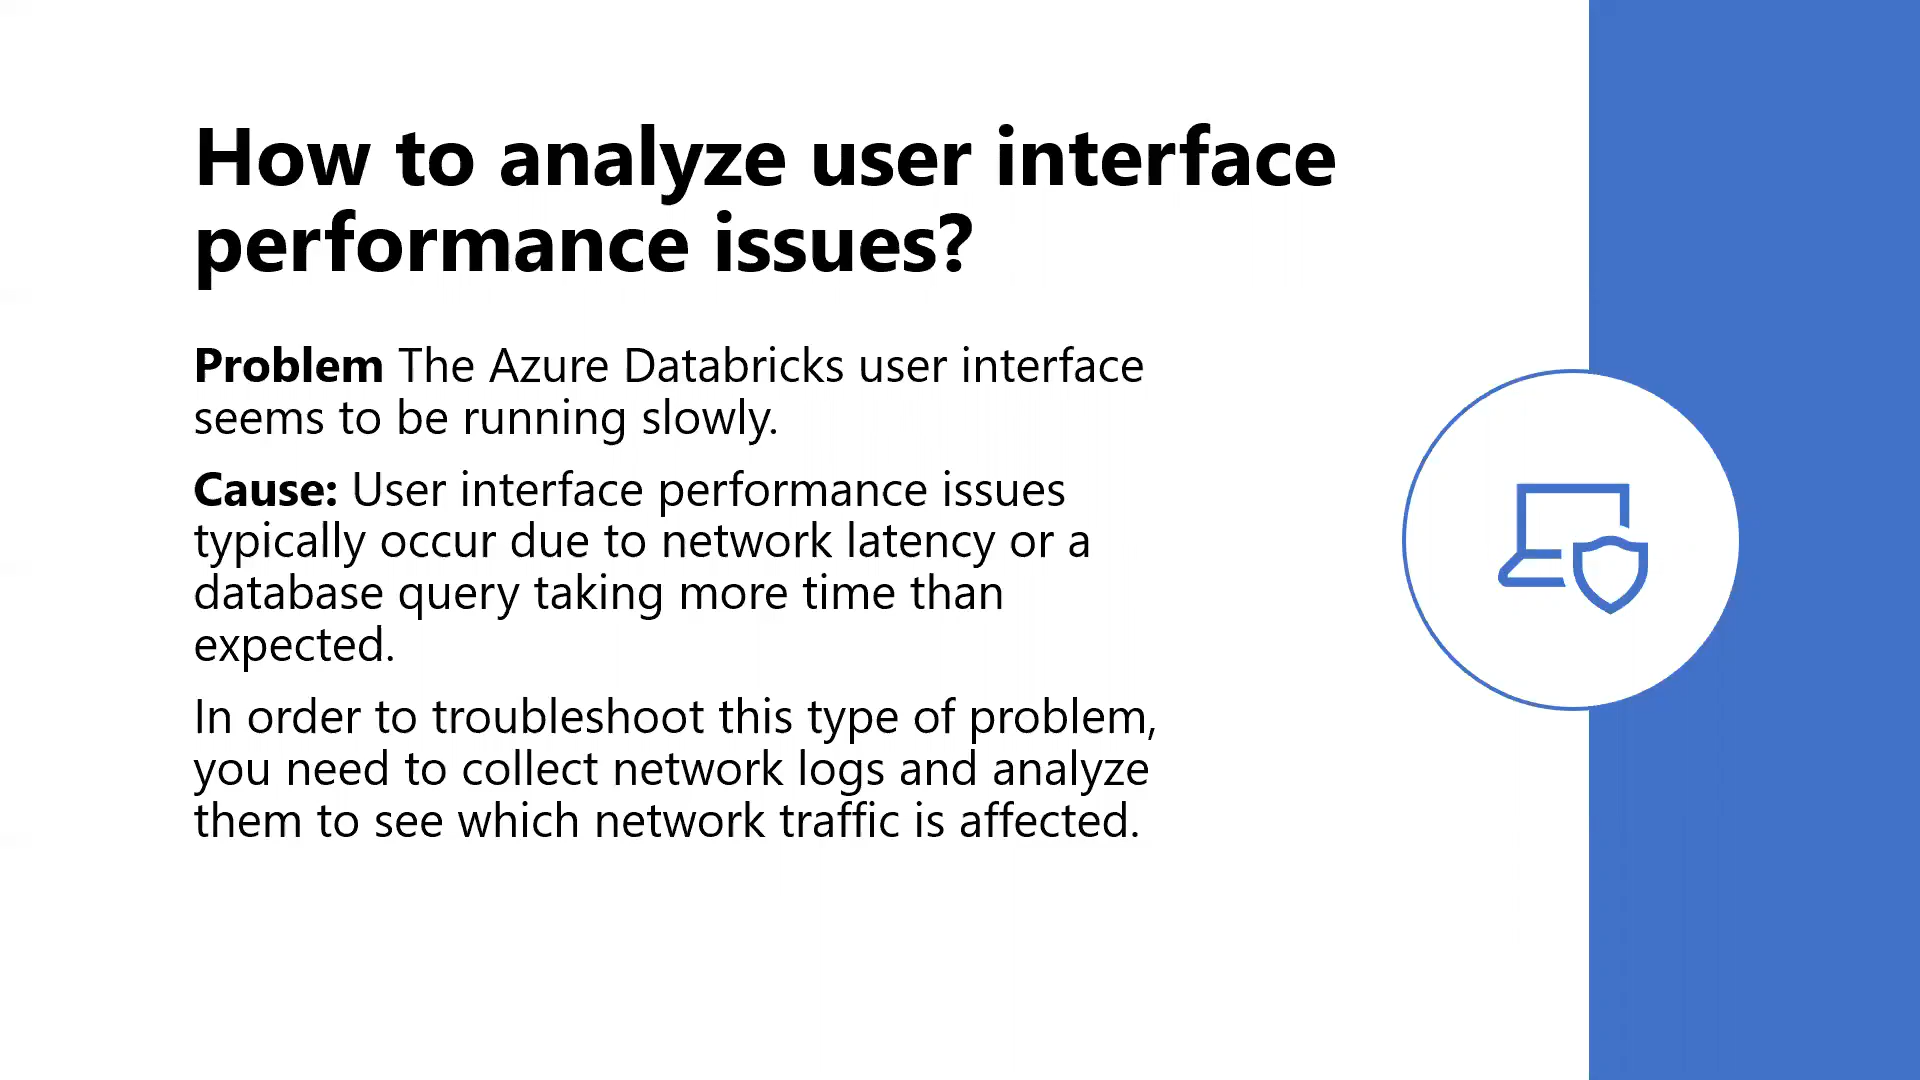 How to analyze user interface
performance issues?
Problem The Azure Databricks user interface
seems to be running slowly.
Cause: User interface performance issues
typically occur due to network latency or a
database query taking more time than
expected.
In order to troubleshoot this type of problem,
you need to collect network logs and analyze
them to see which network traffic is affected.